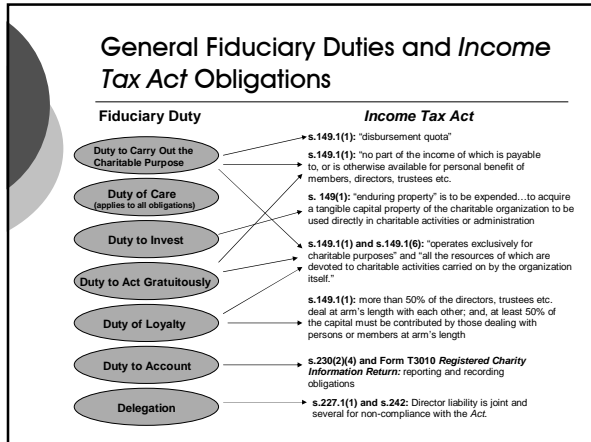 General Fiduciary Duties and Income
Tax Act Obligations
Fiduciary Duty
Income Tax Act
Duty to Carry Out the
Charitable Purpose
Duty of Care
(applies to all obligations)
Duty to Invest
Duty to Act Gratuitously
Duty of Loyalty
Duty to Account
Delegation
s.149.1(1): “disbursement quota”
s.149.1(1): “no part of the income of which is payable
to, or is otherwise available for personal benefit of
members, directors, trustees etc.
s. 149(1): “enduring property” is to be expended…to acquire
a tangible capital property of the charitable organization to be
used directly in charitable activities or administration
s.149.1(1) and s.149.1(6): “operates exclusively for
charitable purposes” and “all the resources of which are
devoted to charitable activities carried on by the organization
itself.”
s.149.1(1): more than 50% of the directors, trustees etc.
deal at arm’s length with each other; and, at least 50% of
the capital must be contributed by those dealing with
persons or members at arm’s length
s.230(2)(4) and Form T3010 Registered Charity
Information Return: reporting and recording
obligations
s.227.1(1) and s.242: Director liability is joint and
several for non-compliance with the Act.